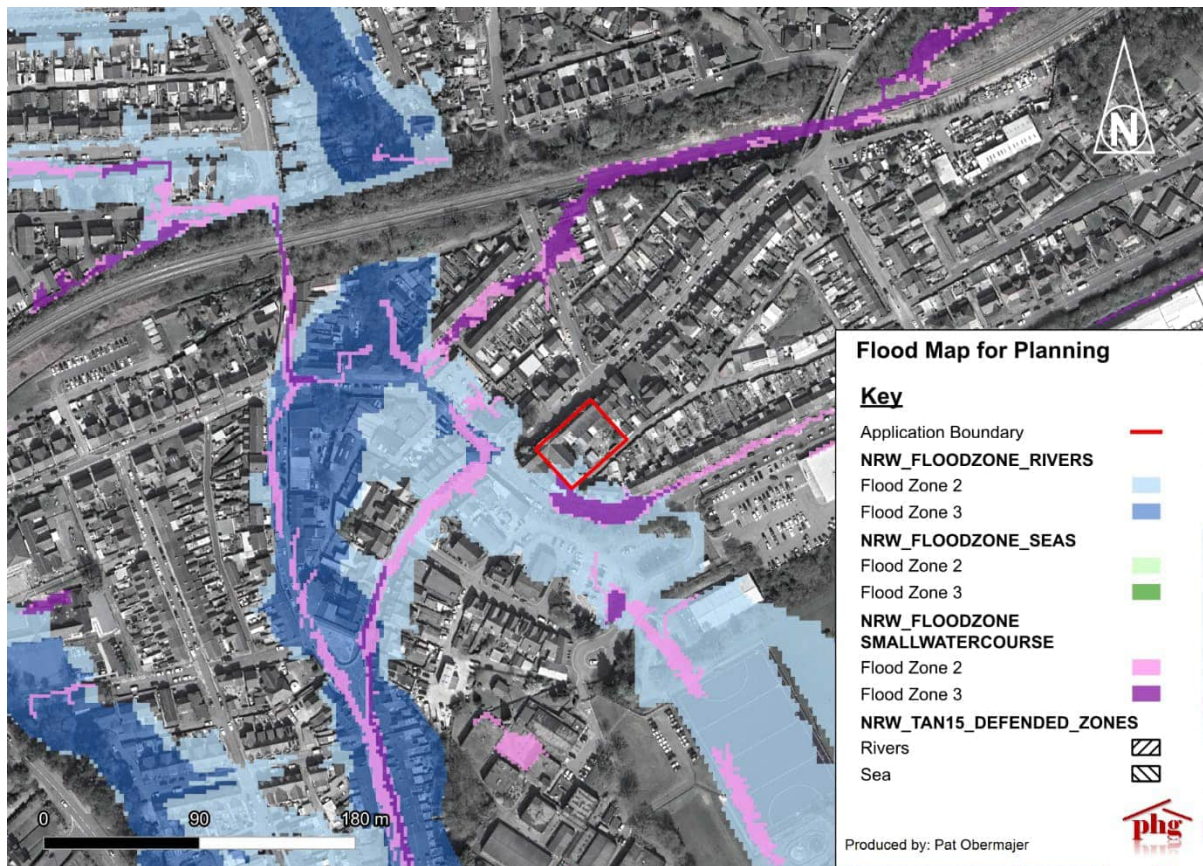 N
Flood Map for Planning
Key
Application Boundary
NRW_FLOODZONE_RIVERS
Flood Zone 2
Flood Zone 3
NRW_FLOODZONE_SEAS
Flood Zone 2
Flood Zone 3
NRW_FLOODZONE
SMALLWATERCOURSE
Flood Zone 2
Flood Zone 3
NRW_TAN15_DEFENDED_ZONES
Rivers
Sea
0 90 180 m
Produced by: Pat Obermajer
phg